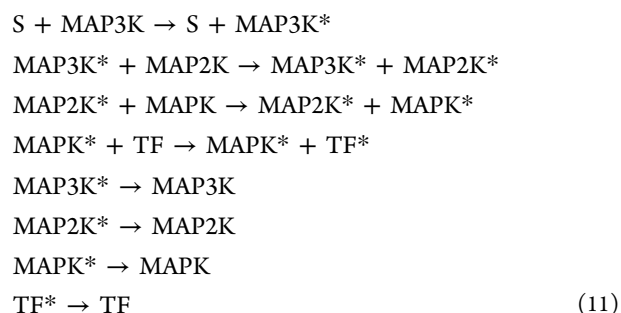 S + MAP3K → S + MAP3K*
MAP3K* + MAP2K → MAP3K* + MAP2K*
MAP2K* + MAPK → MAP2K* + MAPK*
MAPK* + TF → MAPK* + TF*
MAP3K* → MAP3K
MAP2K* → MAP2K
MAPK* → MAPK
TF* → TF (11)